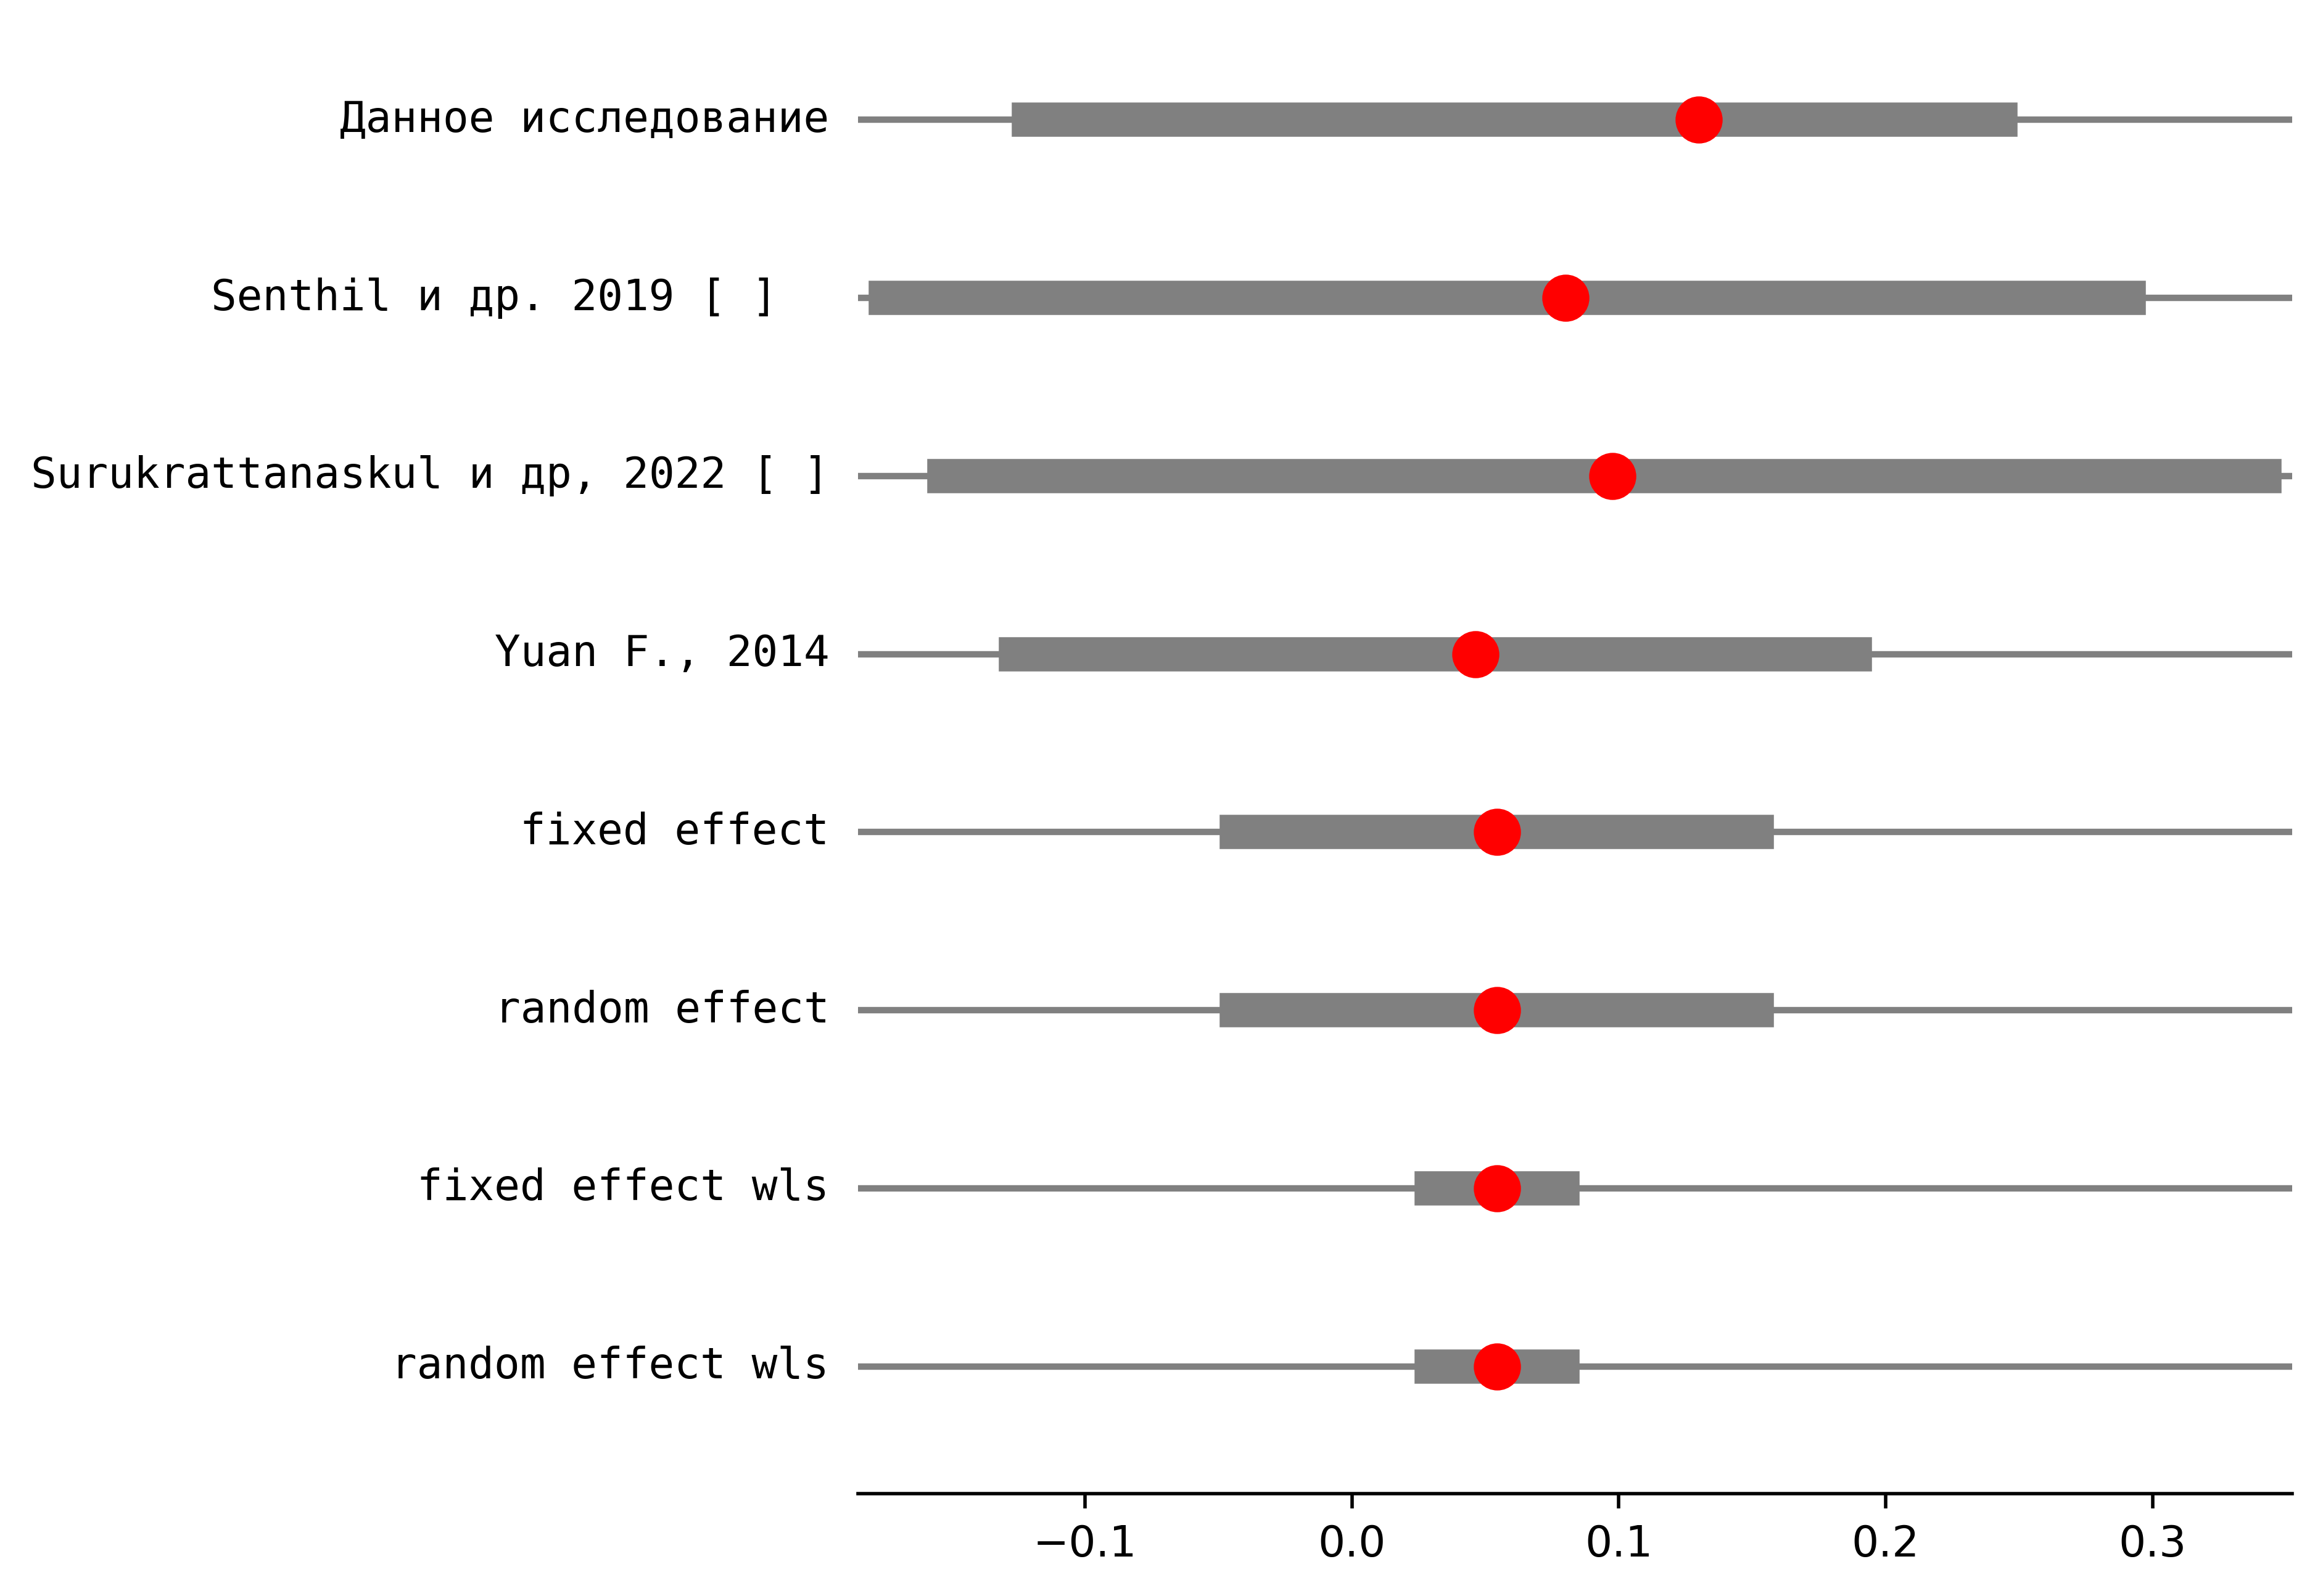 Данное исследование
Senthil и др. 2019 [ ]
Surukrattanaskul и др, 2022 [ ]
Yuan F., 2014
fixed effect
random effect
fixed effect wls
random effect wls
−0.1 0.0 0.1 0.2 0.3